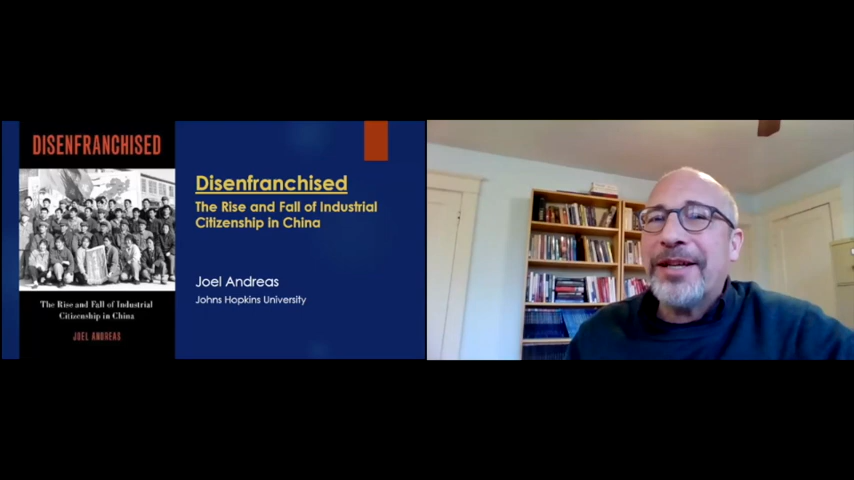 DISENFRANCHISED
The Rise and Fall of Industrial
Citizenship in China
JOEL ANDREAS
Disenfranchised
The Rise and Fall of Industrial
Citizenship in China
Joel Andreas
Johns Hopkins University